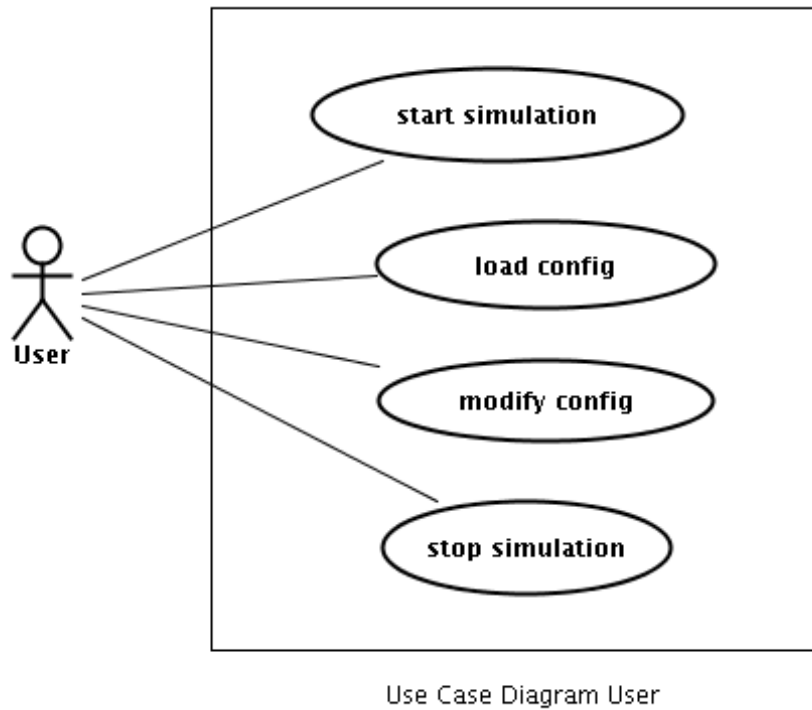 start simulation
load config
User
modify config
stop simulation
Use Case Diagram User